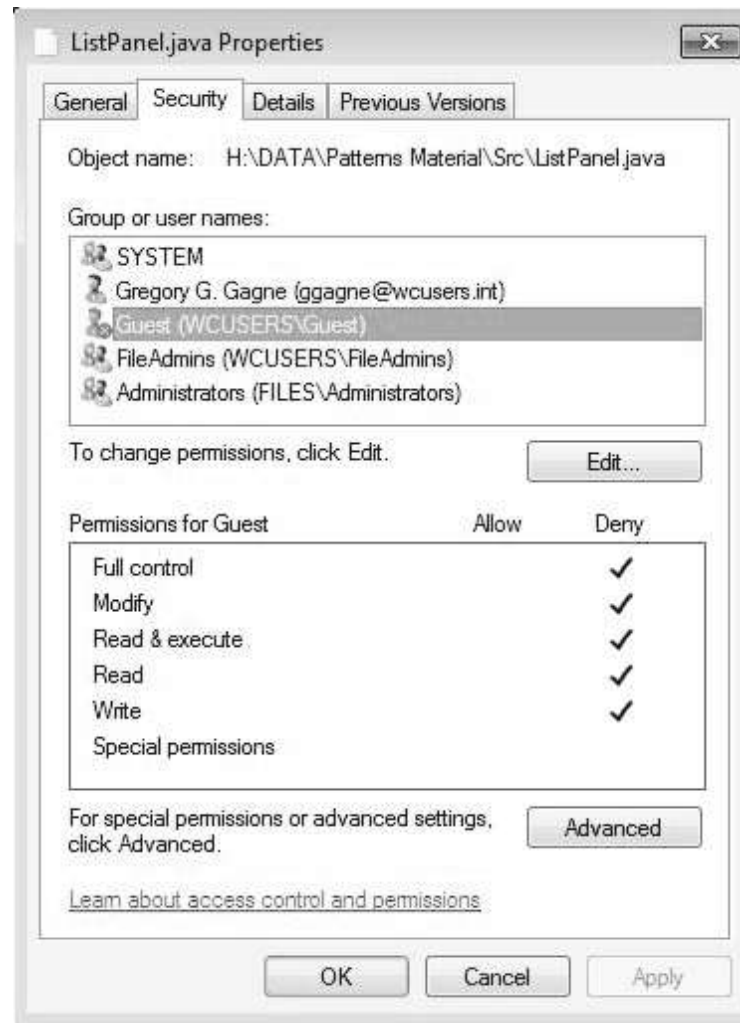 ListPanel.java Properties
General Security Details Previous Versions
Object name: H:\DATA\Patterns Material\Src\ListPanel.java
Group or user names:
SYSTEM
Gregory G. Gagne (ggagne@wcusers.int)
Guest (WCUSERS\Guest)
FileAdmins (WCUSERS\FileAdmins)
Administrators (FILES\Administrators)
To change permissions, click Edit.
Edit...
Permissions for Guest Allow Deny
Full control
Modify
Read & execute
Read
Write
Special permissions
For special permissions or advanced settings,
click Advanced.
Advanced
Learn about access control and permissions
OK Cancel Apply